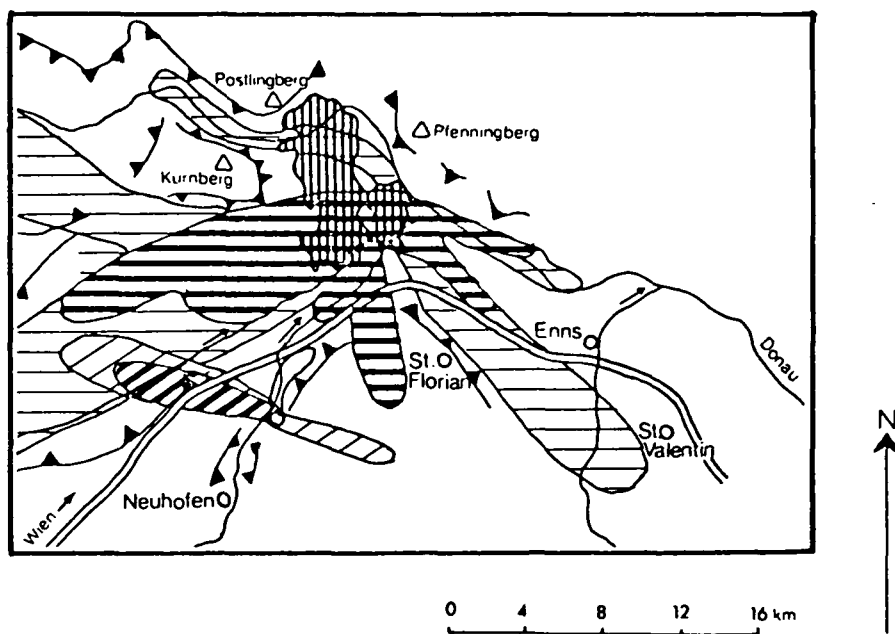 Postlingberg
Pfenningberg
Kurnberg
Enns
Donau
St.
Florian
St.
Valentin
Neuhofen
Wien
N
0 4 8 12 16 km